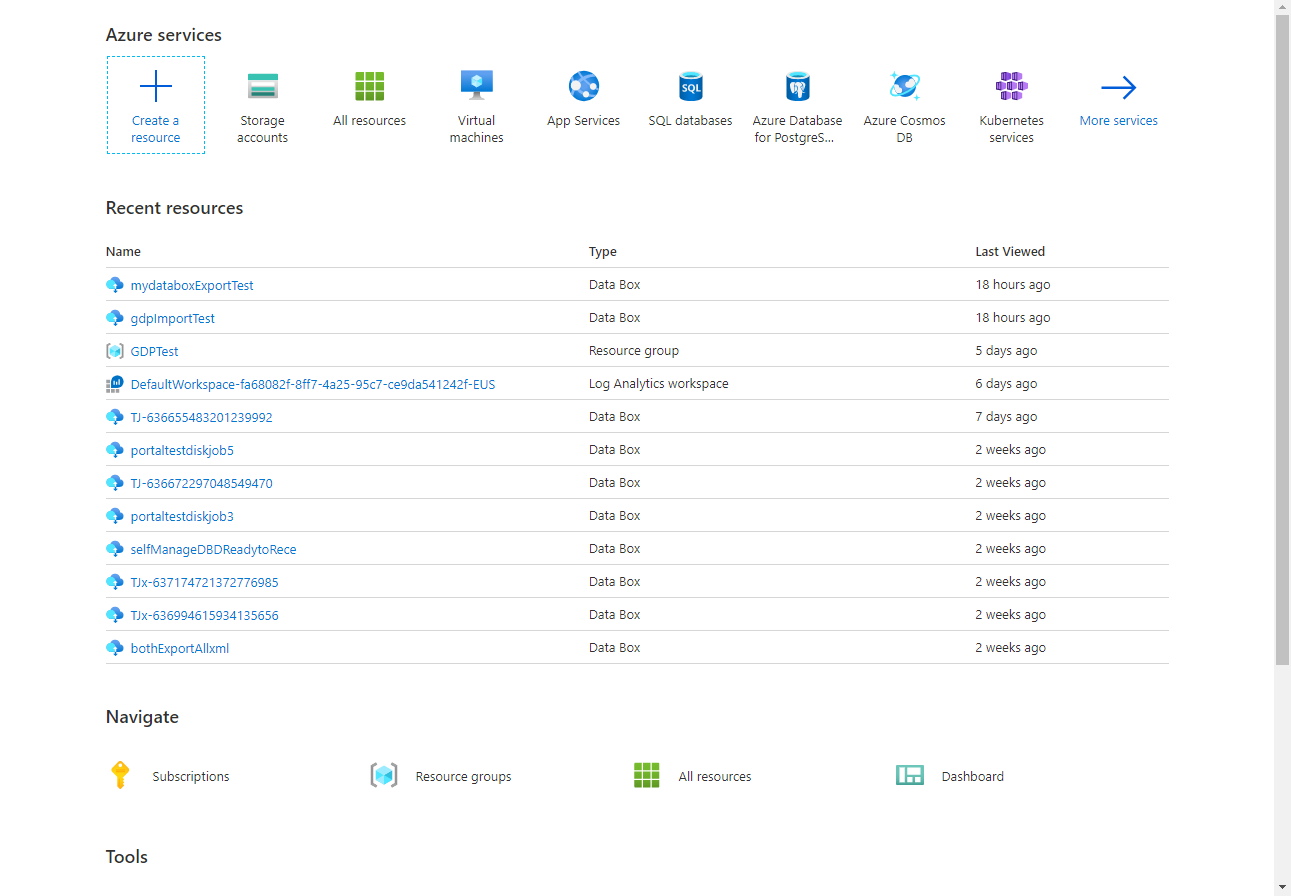 Azure services
Create a resource
Storage accounts
All resources
Virtual machines
App Services
SQL
SQL databases
Azure Database for PostgreS...
Azure Cosmos DB
Kubernetes services
More services
Recent resources
Name Type Last Viewed
mydataboxExportTest Data Box 18 hours ago
gdpImportTest Data Box 18 hours ago
GDPTest Resource group 5 days ago
DefaultWorkspace-fa68082f-8ff7-4a25-95c7-ce9da541242f-EUS Log Analytics workspace 6 days ago
TJ-636655483201239992 Data Box 7 days ago
portaltestdiskjob5 Data Box 2 weeks ago
TJ-636672297048549470 Data Box 2 weeks ago
portaltestdiskjob3 Data Box 2 weeks ago
selfManageDBDReadytoRece Data Box 2 weeks ago
TJx-637174721372776985 Data Box 2 weeks ago
TJx-636994615934135656 Data Box 2 weeks ago
bothExportAllxml Data Box 2 weeks ago
Navigate
Subscriptions Resource groups All resources Dashboard
Tools